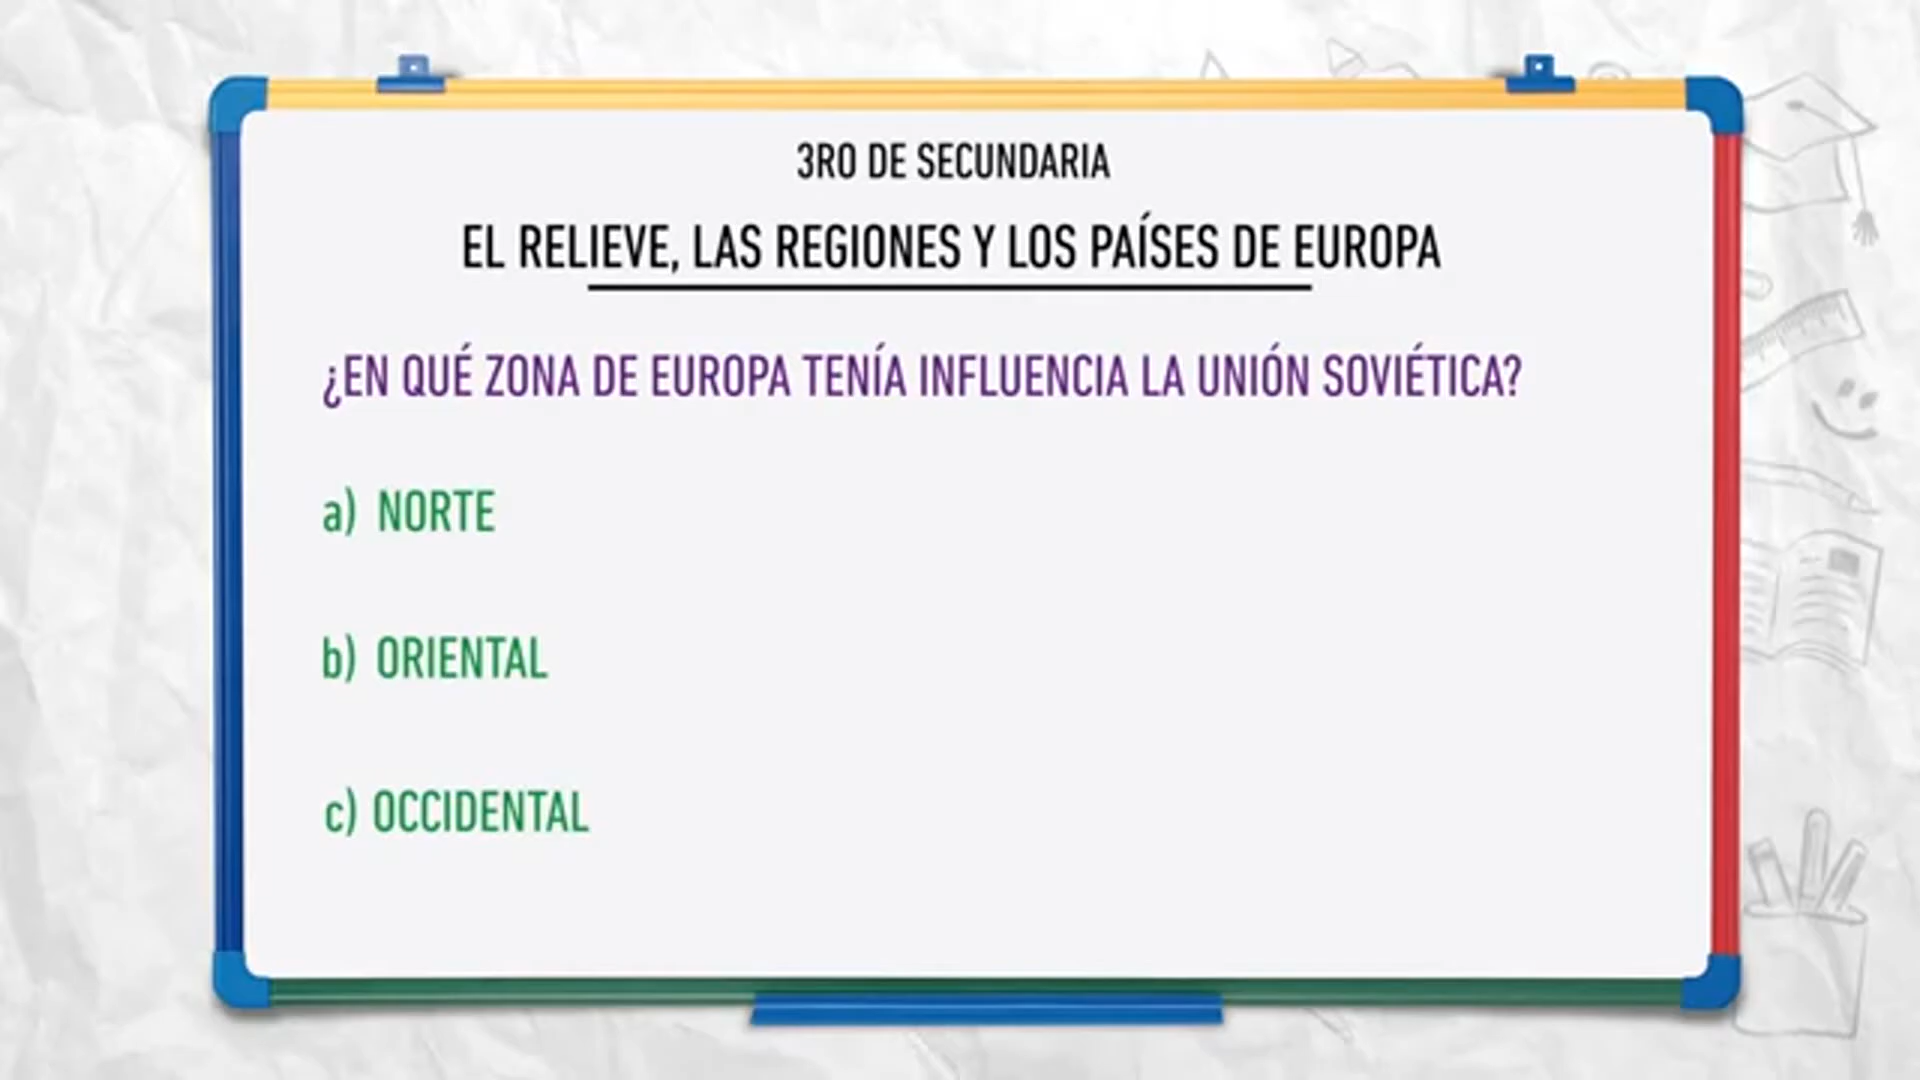 3RO DE SECUNDARIA
EL RELIEVE, LAS REGIONES Y LOS PAÍSES DE EUROPA
¿EN QUÉ ZONA DE EUROPA TENÍA INFLUENCIA LA UNIÓN SOVIÉTICA?
a) NORTE
b) ORIENTAL
c) OCCIDENTAL